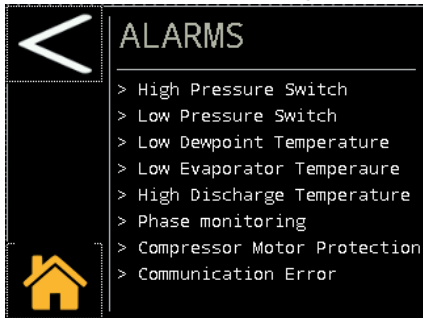 ALARMS
> High Pressure Switch
> Low Pressure Switch
> Low Dewpoint Temperature
> Low Evaporator Temperaure
> High Discharge Temperature
> Phase monitoring
> Compressor Motor Protection
> Communication Error